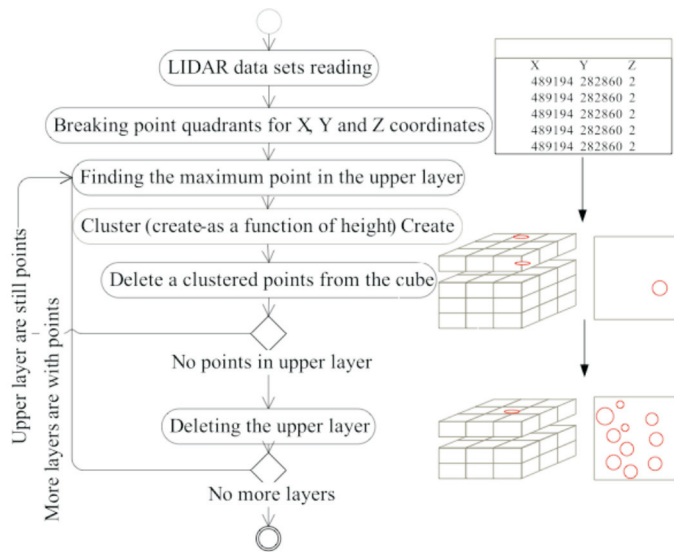 LIDAR data sets reading
Breaking point quadrants for X, Y and Z coordinates
Finding the maximum point in the upper layer
Cluster (create-as a function of height) Create
Delete a clustered points from the cube
No points in upper layer
Deleting the upper layer
No more layers
Upper layer are still points
More layers are with points
X Y Z
489194 282860 2
489194 282860 2
489194 282860 2
489194 282860 2
489194 282860 2